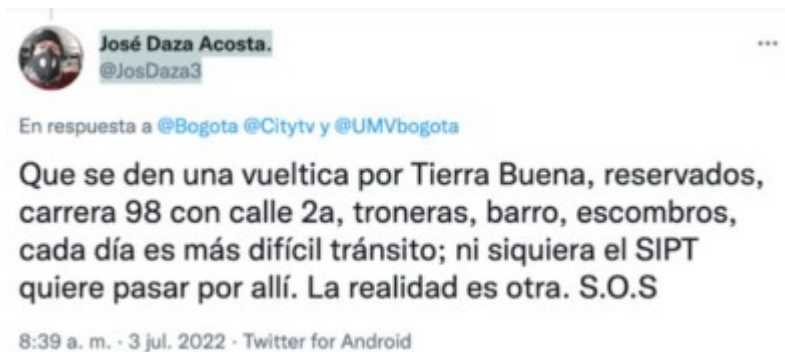 José Daza Acosta.
@JosDaza3
En respuesta a @Bogota @Citytv y @UMVbogota
Que se den una vueltica por Tierra Buena, reservados,
carrera 98 con calle 2a, troneras, barro, escombros,
cada día es más difícil tránsito; ni siquiera el SIPT
quiere pasar por allí. La realidad es otra. S.O.S
8:39 a. m. · 3 jul. 2022 · Twitter for Android